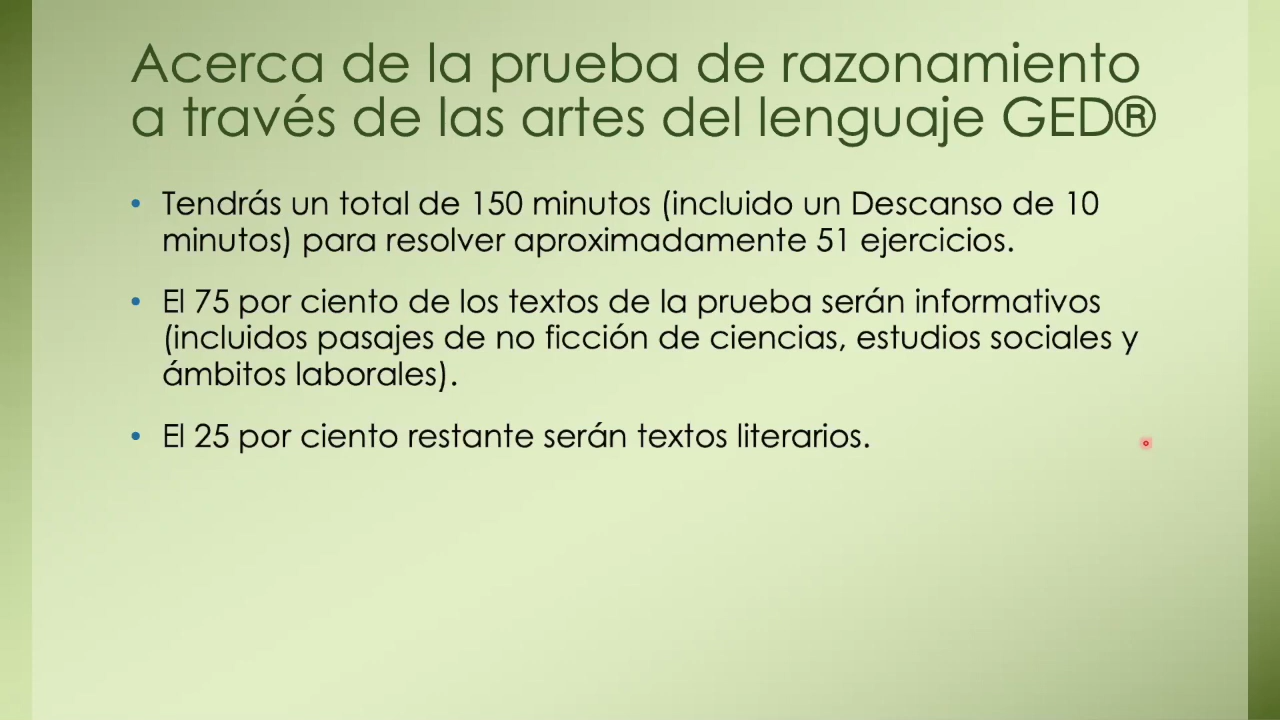 Acerca de la prueba de razonamiento
a través de las artes del lenguaje GED®
• Tendrás un total de 150 minutos (incluido un Descanso de 10
minutos) para resolver aproximadamente 51 ejercicios.
• El 75 por ciento de los textos de la prueba serán informativos
(incluidos pasajes de no ficción de ciencias, estudios sociales y
ámbitos laborales).
• El 25 por ciento restante serán textos literarios.